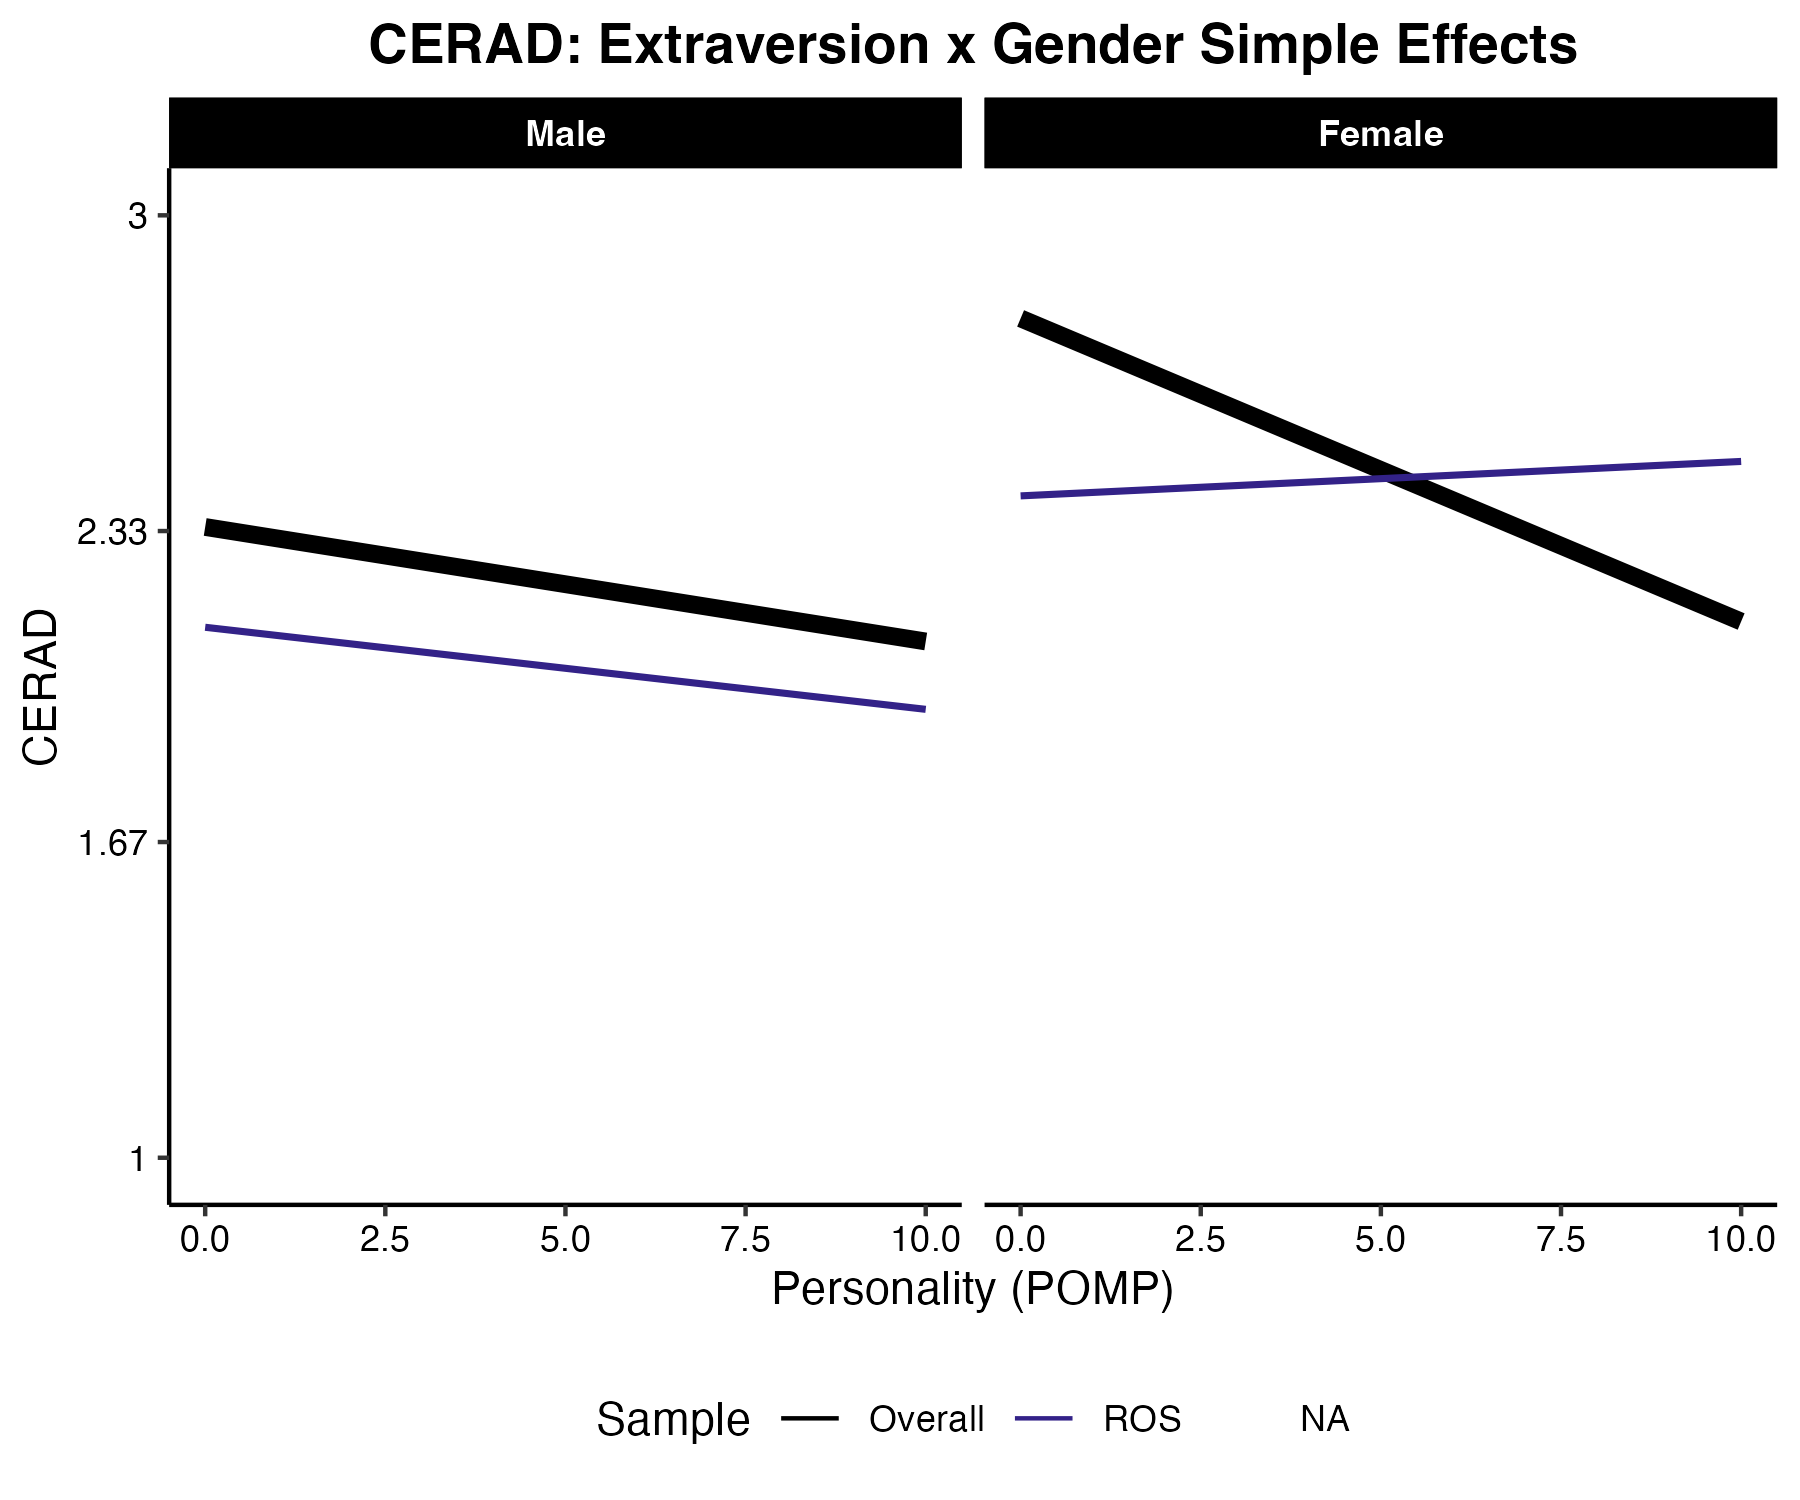 CERAD: Extraversion x Gender Simple Effects
Male
Female
CERAD
3
2.33
1.67
1
0.0 2.5 5.0 7.5 10.0
0.0 2.5 5.0 7.5 10.0
Personality (POMP)
Sample Overall ROS NA